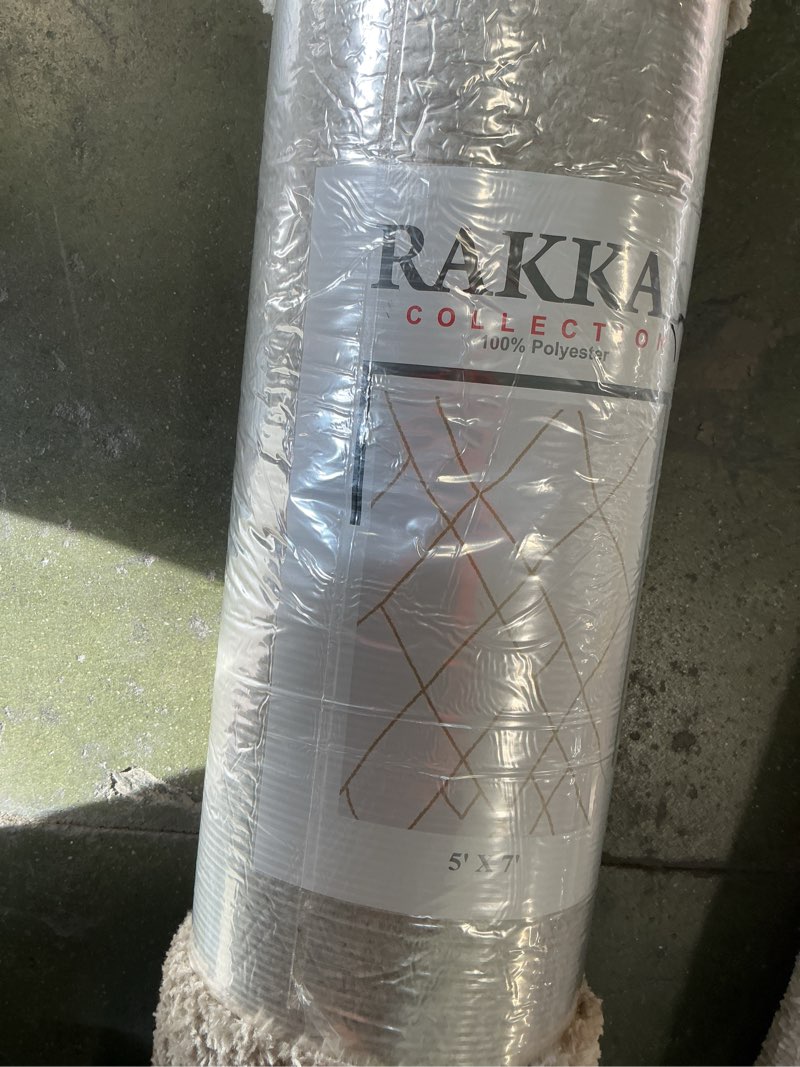 RAKKA
COLLECTION
100% Polyester
5' X 7'